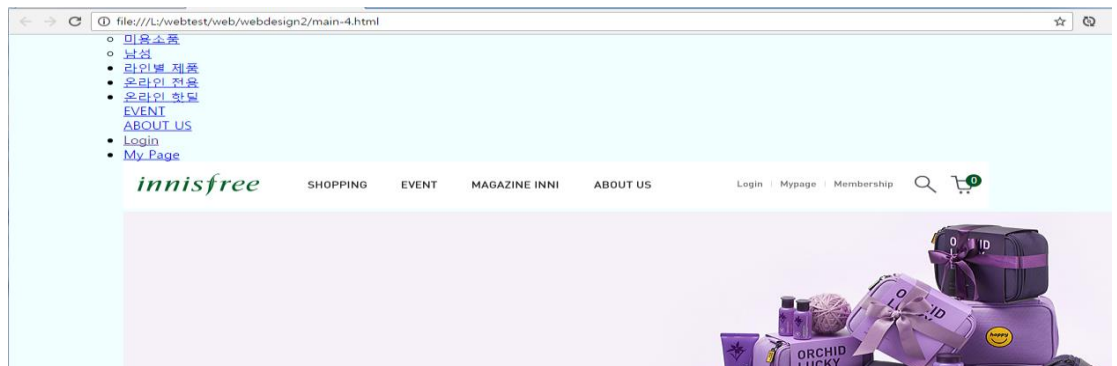 file:///L:/webtest/web/webdesign2/main-4.html
미용소품
남성
라인별 제품
온라인 전용
온라인 핫딜
EVENT
ABOUT US
Login
My Page
innisfree SHOPPING EVENT MAGAZINE INNI ABOUT US Login | Mypage | Membership 0
ORCHID
LUCKY
happy